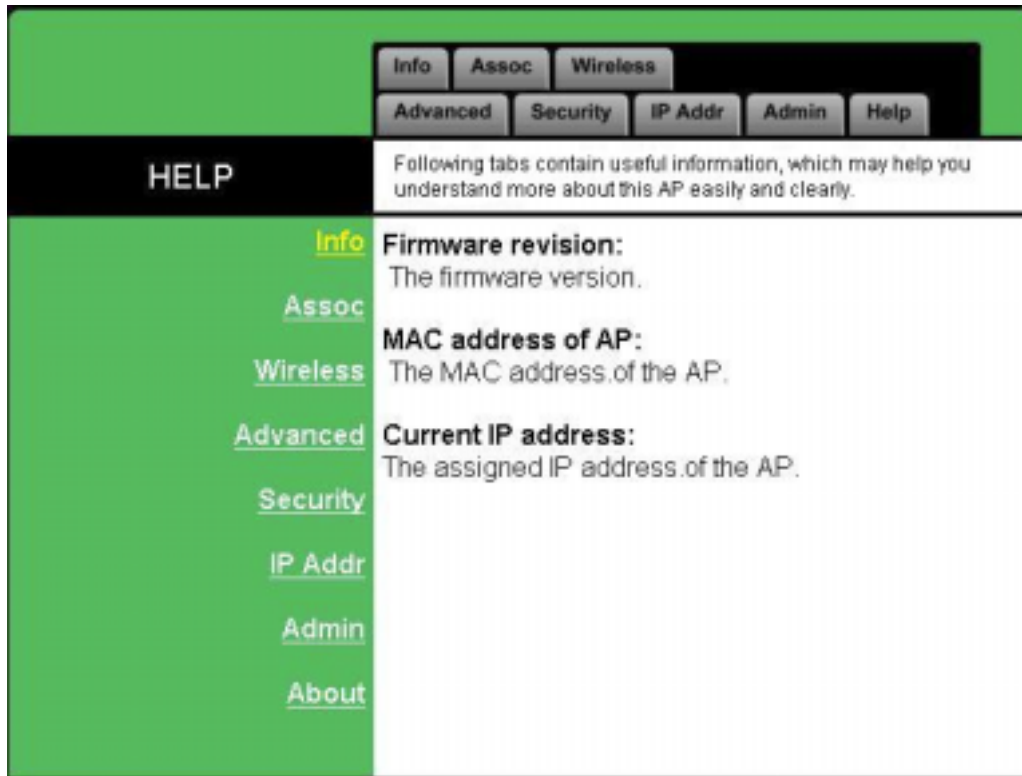 Info Assoc Wireless
Advanced Security IP Addr Admin Help
HELP
Following tabs contain useful information, which may help you
understand more about this AP easily and clearly.
Info
Assoc
Wireless
Advanced
Security
IP Addr
Admin
About
Firmware revision:
The firmware version.
MAC address of AP:
The MAC address.of the AP.
Current IP address:
The assigned IP address.of the AP.